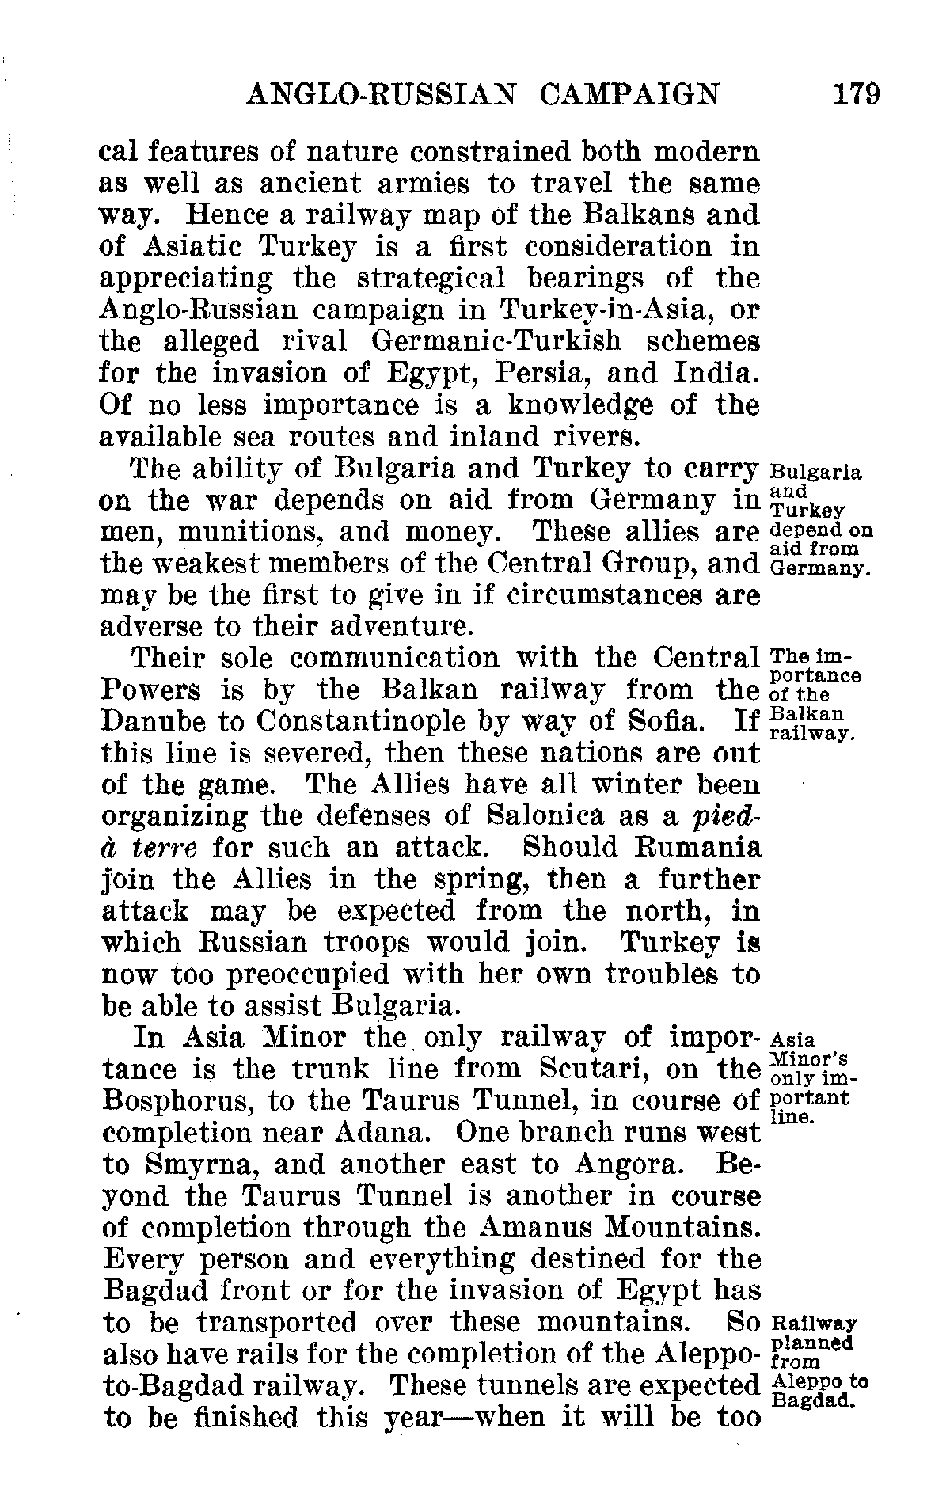 ANGLO-RUSSIAN CAMPAIGN 179
cal features of nature constrained both modern
as well as ancient armies to travel the same
way. Hence a railway map of the Balkans and
of Asiatic Turkey is a first consideration in
appreciating the strategical bearings of the
Anglo-Russian campaign in Turkey-in-Asia, or
the alleged rival Germanic-Turkish schemes
for the invasion of Egypt, Persia, and India.
Of no less importance is a knowledge of the
available sea routes and inland rivers.
The ability of Bulgaria and Turkey to carry
on the war depends on aid from Germany in
men, munitions, and money. These allies are
the weakest members of the Central Group, and
may be the first to give in if circumstances are
adverse to their adventure.
Bulgaria
and
Turkey
depend on
aid from
Germany.
Their sole communication with the Central
Powers is by the Balkan railway from the
Danube to Constantinople by way of Sofia. If
this line is severed, then these nations are out
of the game. The Allies have all winter been
organizing the defenses of Salonica as a pied-
à terre for such an attack. Should Rumania
join the Allies in the spring, then a further
attack may be expected from the north, in
which Russian troops would join. Turkey is
now too preoccupied with her own troubles to
be able to assist Bulgaria.
The im-
portance
of the
Balkan
railway.
In Asia Minor the only railway of impor-
tance is the trunk line from Scutari, on the
Bosphorus, to the Taurus Tunnel, in course of
completion near Adana. One branch runs west
to Smyrna, and another east to Angora. Be-
yond the Taurus Tunnel is another in course
of completion through the Amanus Mountains.
Every person and everything destined for the
Bagdad front or for the invasion of Egypt has
to be transported over these mountains. So
also have rails for the completion of the Aleppo-
to-Bagdad railway. These tunnels are expected
to be finished this year—when it will be too
Asia
Minor's
only im-
portant
line.
Railway
planned
from
Aleppo to
Bagdad.